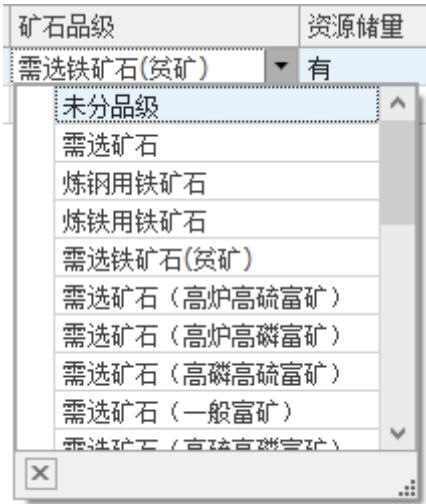 矿石品级 资源储量
需选铁矿石(贫矿) 有
未分品级
需选矿石
炼钢用铁矿石
炼铁用铁矿石
需选铁矿石(贫矿)
需选矿石（高炉高硫富矿）
需选矿石（高炉高磷富矿）
需选矿石（高磷高硫富矿）
需选矿石（一般富矿）